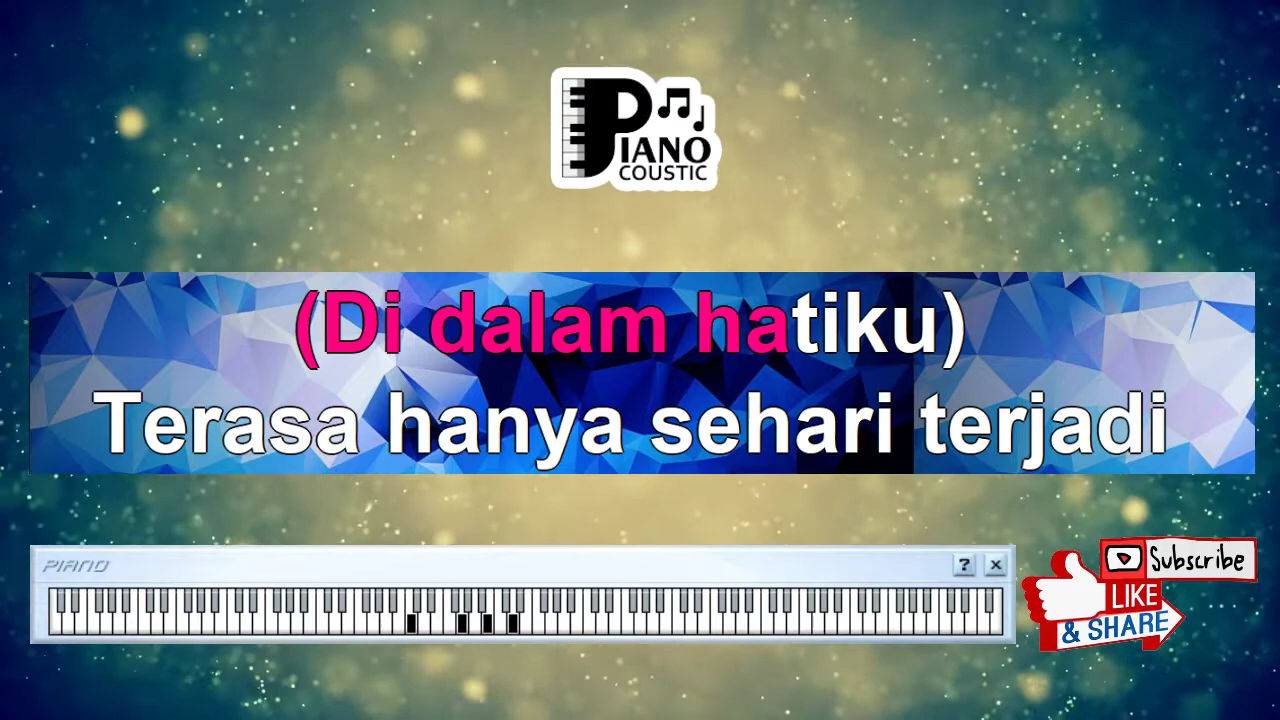 PIANO
COUSTIC
(Di dalam hatiku)
Terasa hanya sehari terjadi
PIANO
?
×
Subscribe
LIKE
& SHARE